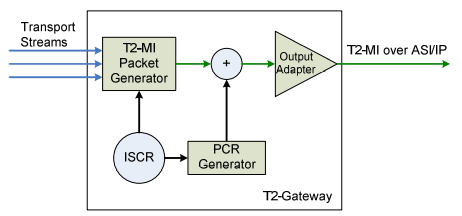 Transport
Streams
T2-MI
Packet
Generator
+
Output
Adapter
T2-MI over ASI/IP
ISCR
PCR
Generator
T2-Gateway